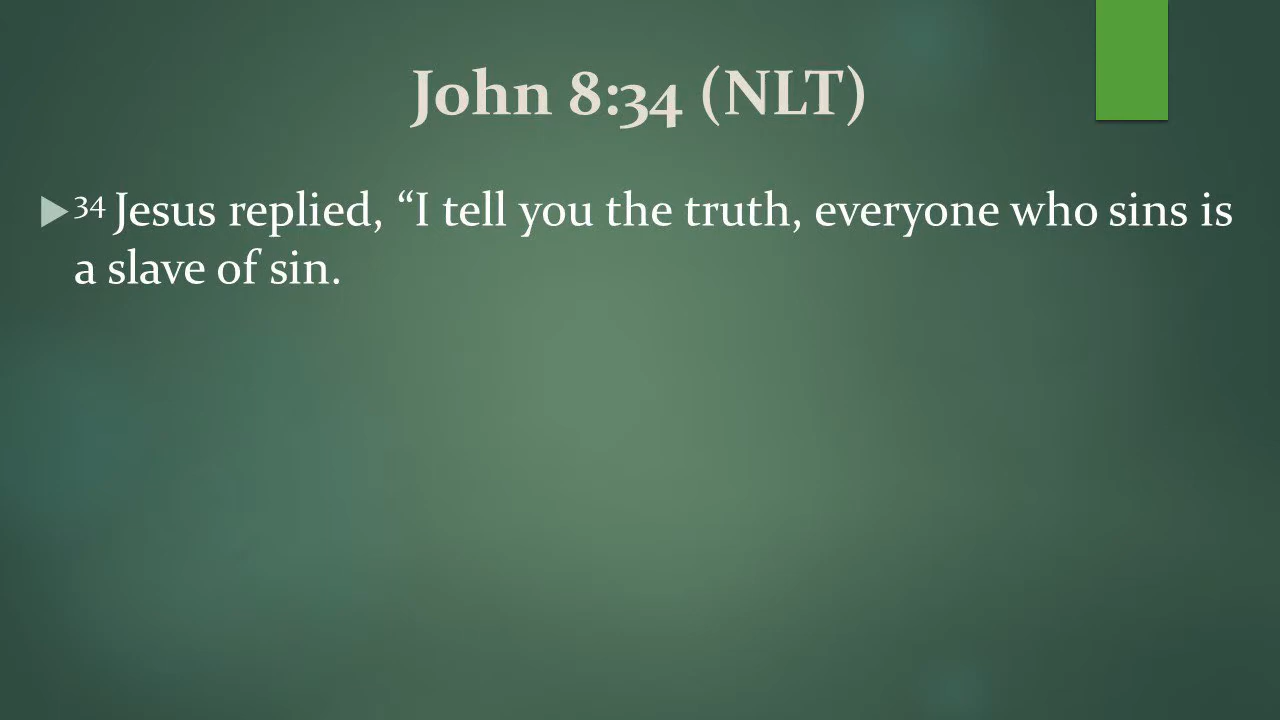 John 8:34 (NLT)
34 Jesus replied, “I tell you the truth, everyone who sins is
a slave of sin.